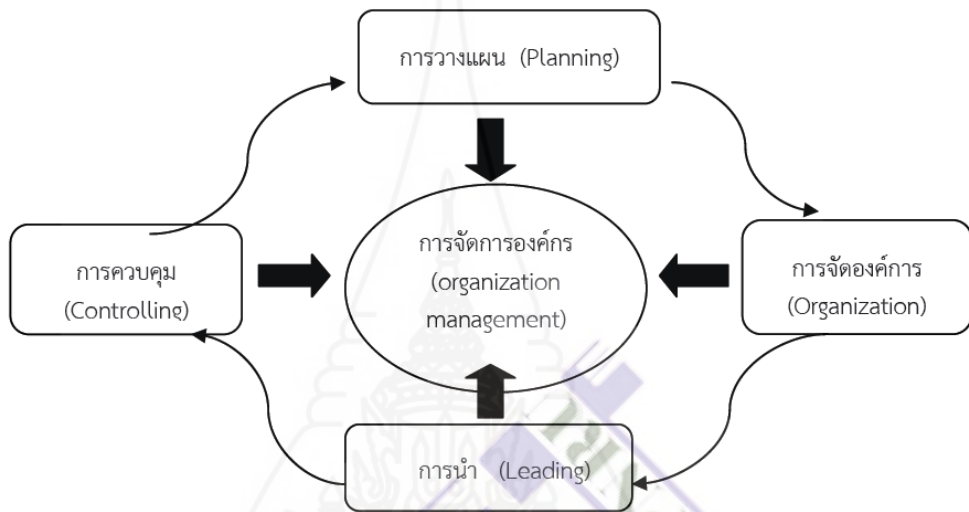 การวางแผน (Planning)
การจัดการองค์กร
(organization
management)
การควบคุม
(Controlling)
การจัดองค์การ
(Organization)
การนำ (Leading)